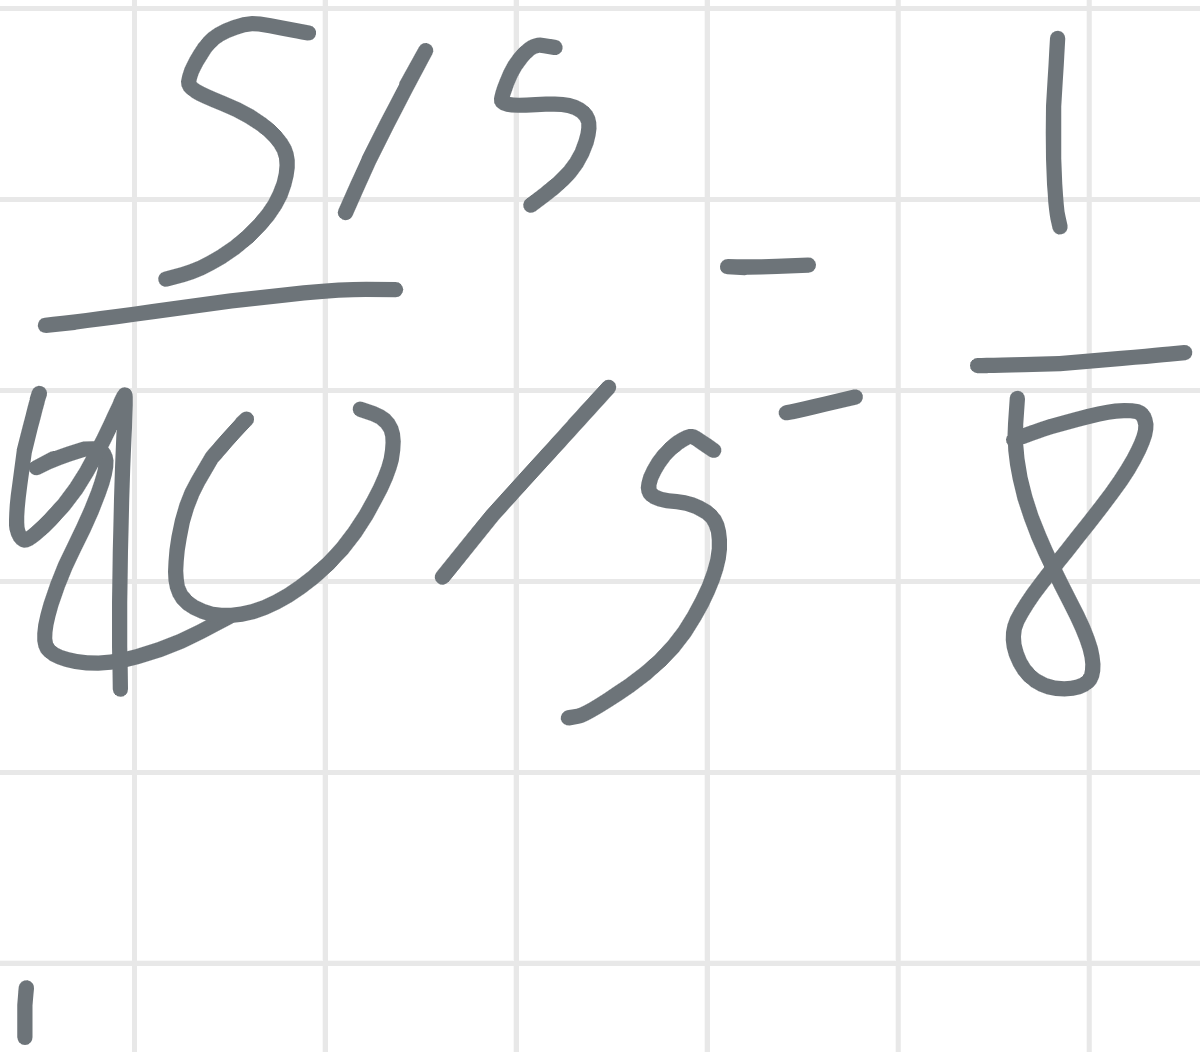 5/5 = 1
40/5 = 8